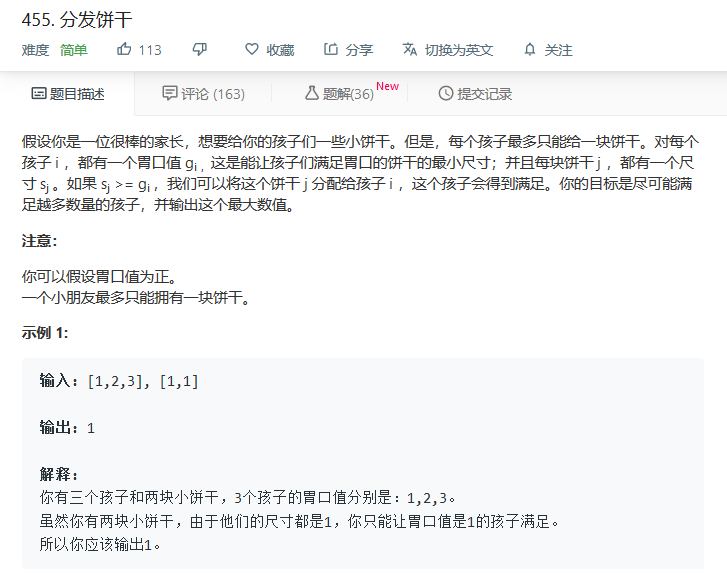 455. 分发饼干
难度 简单 113 收藏 分享 切换为英文 关注
题目描述 评论 (163) 题解(36) New 提交记录
假设你是一位很棒的家长，想要给你的孩子们一些小饼干。但是，每个孩子最多只能给一块饼干。对每个
孩子 i ，都有一个胃口值 gi ，这是能让孩子们满足胃口的饼干的最小尺寸；并且每块饼干 j ，都有一个尺
寸 sj 。如果 sj >= gi ，我们可以将这个饼干 j 分配给孩子 i ，这个孩子会得到满足。你的目标是尽可能满
足越多数量的孩子，并输出这个最大数值。
注意：
你可以假设胃口值为正。
一个小朋友最多只能拥有一块饼干。
示例 1:
输入: [1,2,3], [1,1]
输出: 1
解释:
你有三个孩子和两块小饼干，3个孩子的胃口值分别是：1,2,3。
虽然你有两块小饼干，由于他们的尺寸都是1，你只能让胃口值是1的孩子满足。
所以你应该输出1。